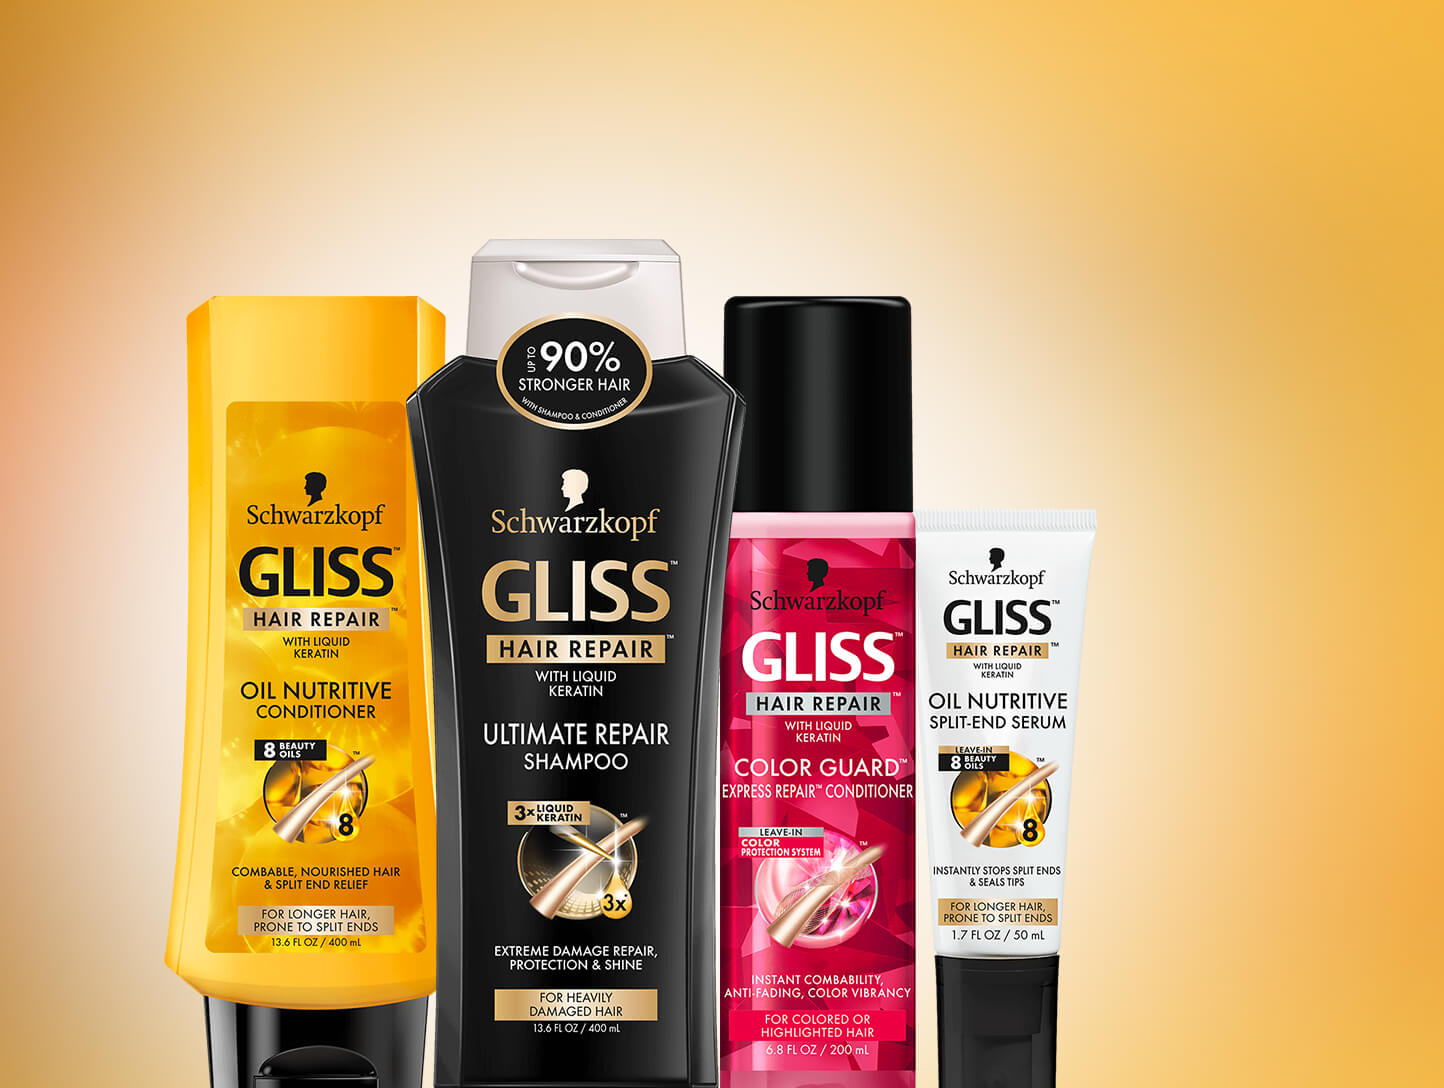 Schwarzkopf
GLISS™
HAIR REPAIR™
WITH LIQUID
KERATIN
OIL NUTRITIVE
CONDITIONER
8 BEAUTY
OILS
™
8
COMBABLE, NOURISHED HAIR
& SPLIT END RELIEF
FOR LONGER HAIR,
PRONE TO SPLIT ENDS
13.6 FL OZ / 400 mL
UP TO 90%
STRONGER HAIR
WITH SHAMPOO & CONDITIONER
Schwarzkopf
GLISS™
HAIR REPAIR™
WITH LIQUID
KERATIN
ULTIMATE REPAIR
SHAMPOO
3x LIQUID
KERATIN
™
3x
EXTREME DAMAGE REPAIR,
PROTECTION & SHINE
FOR HEAVILY
DAMAGED HAIR
13.6 FL OZ / 400 mL
Schwarzkopf
GLISS™
HAIR REPAIR™
WITH LIQUID
KERATIN
COLOR GUARD™
EXPRESS REPAIR™ CONDITIONER
LEAVE-IN
COLOR
PROTECTION SYSTEM
™
INSTANT COMBABILITY,
ANTI-FADING, COLOR VIBRANCY
FOR COLORED OR
HIGHLIGHTED HAIR
6.8 FL OZ / 200 mL
Schwarzkopf
GLISS™
HAIR REPAIR™
WITH LIQUID
KERATIN
OIL NUTRITIVE
SPLIT-END SERUM
LEAVE-IN
8 BEAUTY
OILS
™
8
INSTANTLY STOPS SPLIT ENDS
& SEALS TIPS
FOR LONGER HAIR,
PRONE TO SPLIT ENDS
1.7 FL OZ / 50 mL